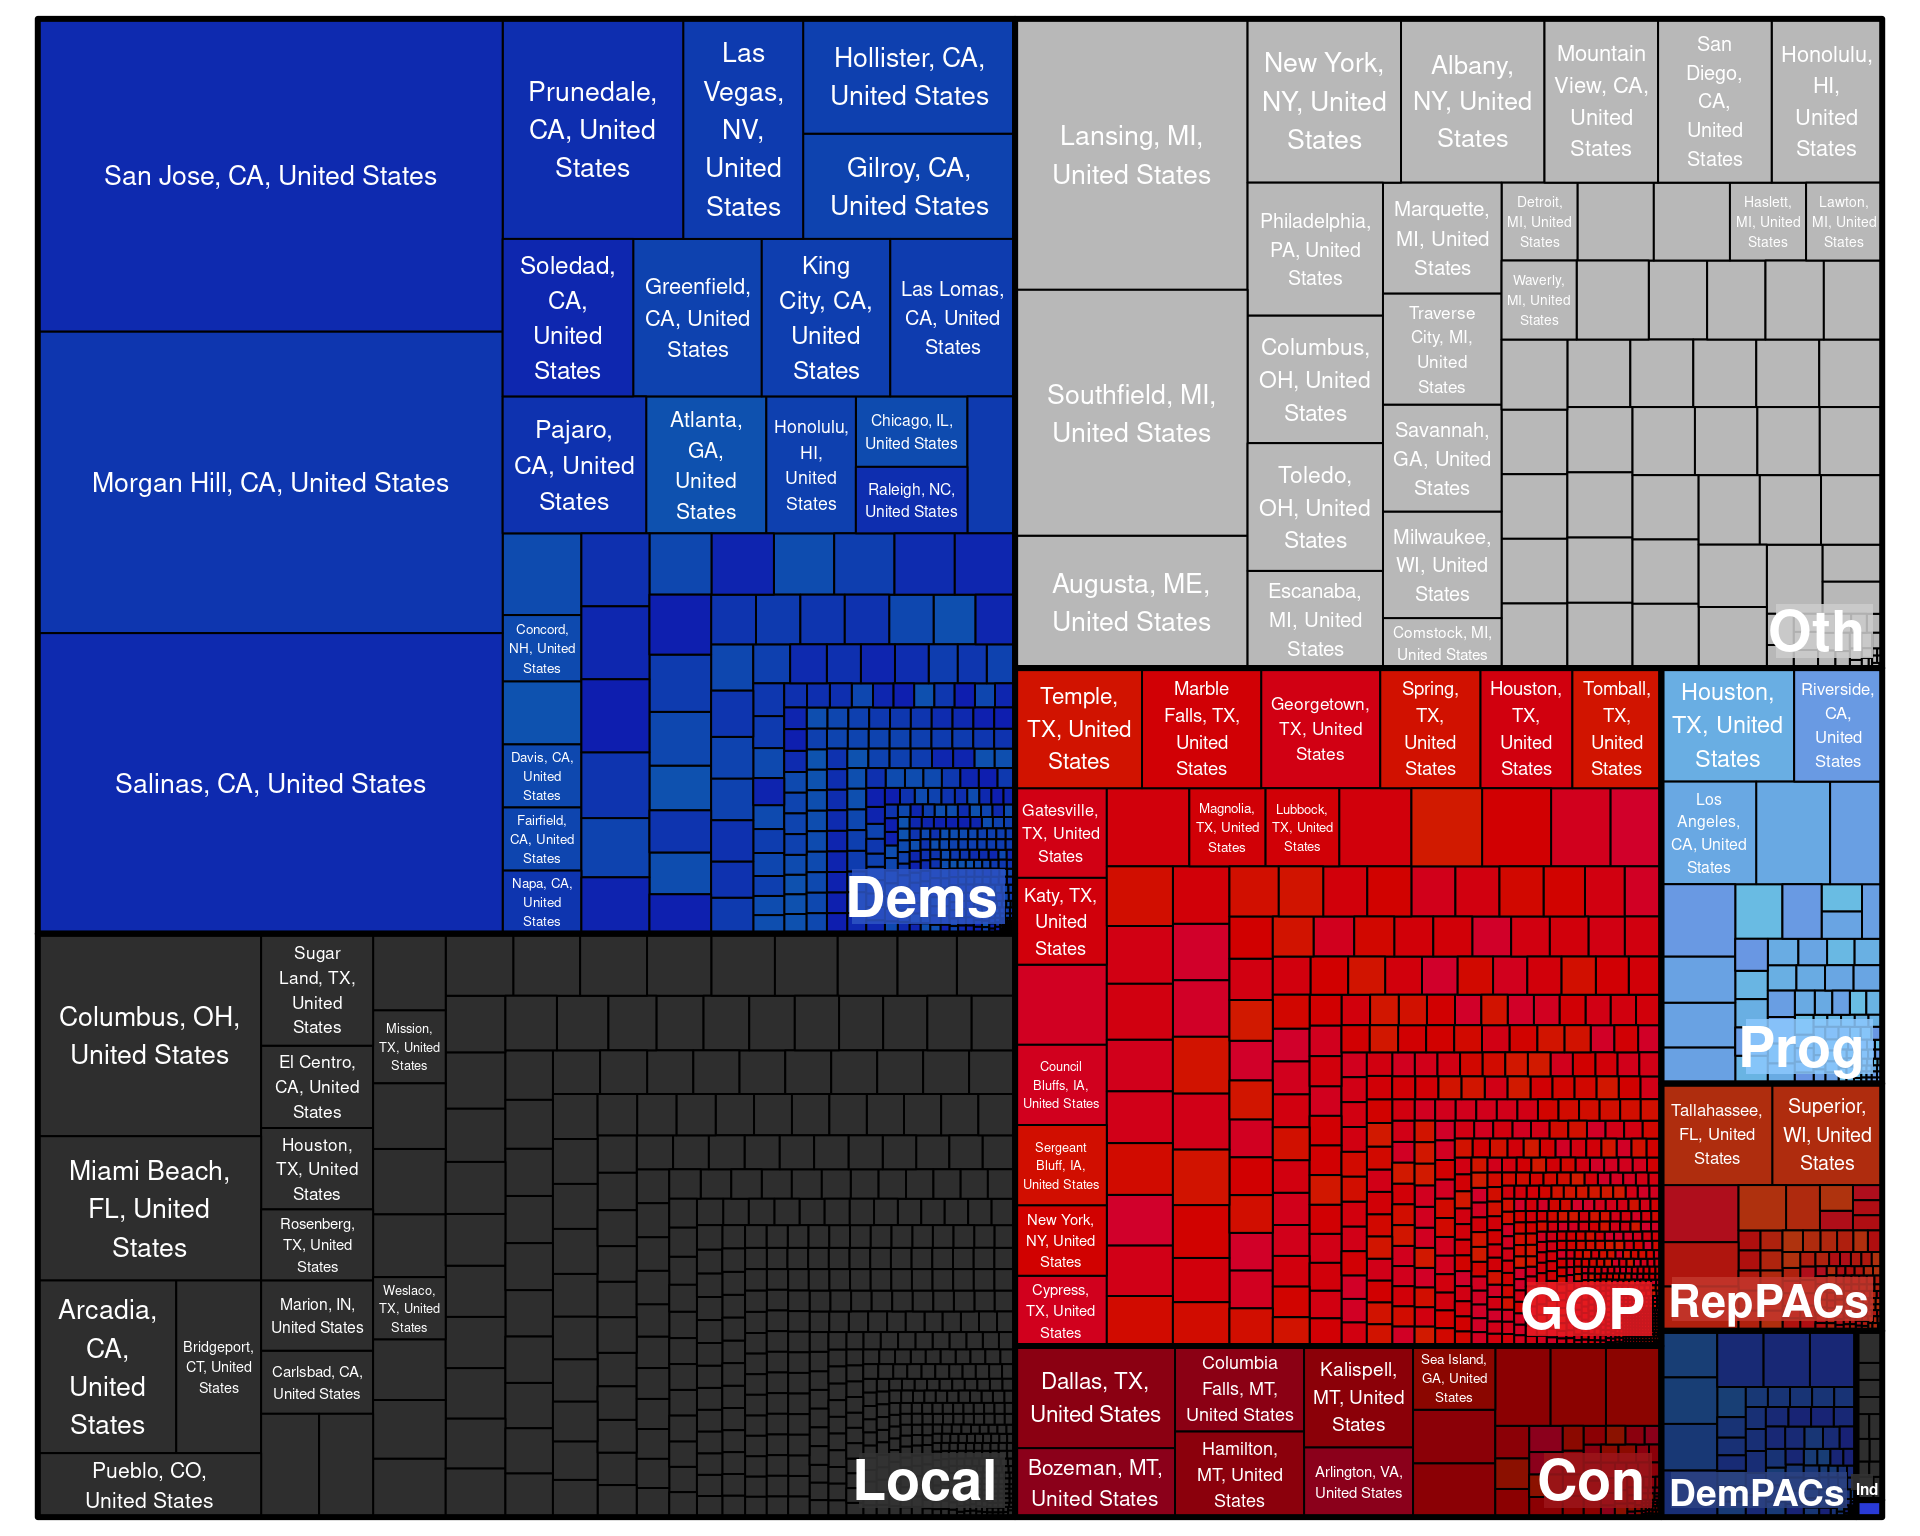 San Jose, CA, United States
Morgan Hill, CA, United States
Salinas, CA, United States
Prunedale,
CA, United
States
Las
Vegas,
NV,
United
States
Hollister, CA,
United States
Gilroy, CA,
United States
Soledad,
CA,
United
States
Greenfield,
CA, United
States
King
City, CA,
United
States
Las Lomas,
CA, United
States
Pajaro,
CA, United
States
Atlanta,
GA,
United
States
Honolulu,
HI,
United
States
Chicago, IL,
United States
Raleigh, NC,
United States
Concord,
NH, United
States
Davis, CA,
United
States
Fairfield,
CA, United
States
Napa, CA,
United
States
Dems
Lansing, MI,
United States
Southfield, MI,
United States
Augusta, ME,
United States
New York,
NY, United
States
Albany,
NY, United
States
Mountain
View, CA,
United
States
San
Diego,
CA,
United
States
Honolulu,
HI,
United
States
Philadelphia,
PA, United
States
Columbus,
OH, United
States
Toledo,
OH, United
States
Escanaba,
MI, United
States
Marquette,
MI, United
States
Traverse
City, MI,
United
States
Savannah,
GA, United
States
Milwaukee,
WI, United
States
Comstock, MI,
United States
Detroit,
MI, United
States
Haslett,
MI, United
States
Lawton,
MI, United
States
Waverly,
MI, United
States
Oth
Columbus, OH,
United States
Miami Beach,
FL, United
States
Arcadia,
CA,
United
States
Bridgeport,
CT, United
States
Pueblo, CO,
United States
Sugar
Land, TX,
United
States
El Centro,
CA, United
States
Houston,
TX, United
States
Rosenberg,
TX, United
States
Marion, IN,
United States
Carlsbad, CA,
United States
Mission,
TX, United
States
Weslaco,
TX, United
States
Local
Temple,
TX, United
States
Marble
Falls, TX,
United
States
Georgetown,
TX, United
States
Spring,
TX,
United
States
Houston,
TX,
United
States
Tomball,
TX,
United
States
Gatesville,
TX, United
States
Magnolia,
TX, United
States
Lubbock,
TX, United
States
Katy, TX,
United
States
Council
Bluffs, IA,
United States
Sergeant
Bluff, IA,
United States
New York,
NY, United
States
Cypress,
TX, United
States
GOP
Houston,
TX, United
States
Riverside,
CA,
United
States
Los
Angeles,
CA, United
States
Prog
Tallahassee,
FL, United
States
Superior,
WI, United
States
RepPACs
Dallas, TX,
United States
Bozeman, MT,
United States
Columbia
Falls, MT,
United States
Hamilton,
MT, United
States
Kalispell,
MT, United
States
Arlington, VA,
United States
Sea Island,
GA, United
States
Con
DemPACs
Ind